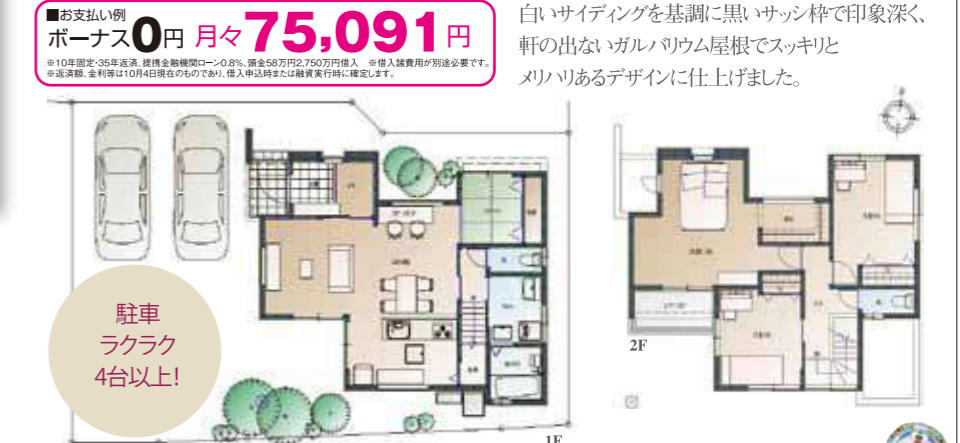 ■お支払い例
ボーナス0円 月々75,091円
※10年固定・35年返済、提携金融機関ローン0.8%、頭金58万円2,750万円借入　※借入諸費用が別途必要です。
※返済額、金利等は10月4日現在のものであり、借入申込時または融資実行時に確定します。
白いサイディングを基調に黒いサッシ枠で印象深く、
軒の出ないガルバリウム屋根でスッキリと
メリハリあるデザインに仕上げました。
駐車
ラクラク
4台以上!
1F
2F